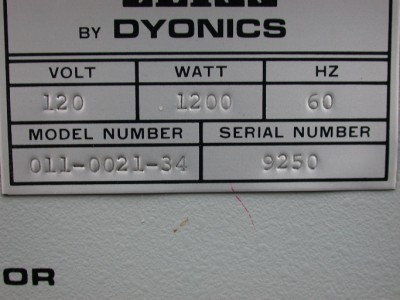 BY DYONICS
VOLT WATT HZ
120 1200 60
MODEL NUMBER SERIAL NUMBER
011-0021-34 9250
OR